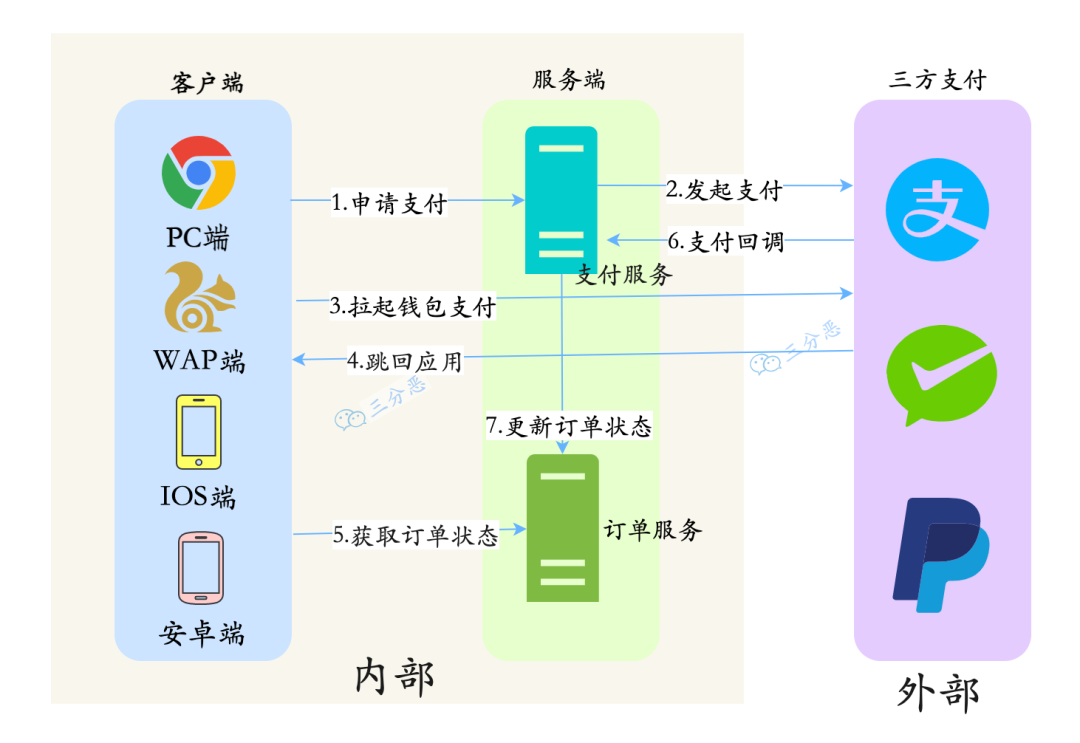 客户端
服务端
三方支付
PC端
1.申请支付
2.发起支付
6.支付回调
支付服务
3.拉起钱包支付
WAP端
4.跳回应用
三分恶
三分恶
7.更新订单状态
IOS端
5.获取订单状态
订单服务
安卓端
内部
外部
支